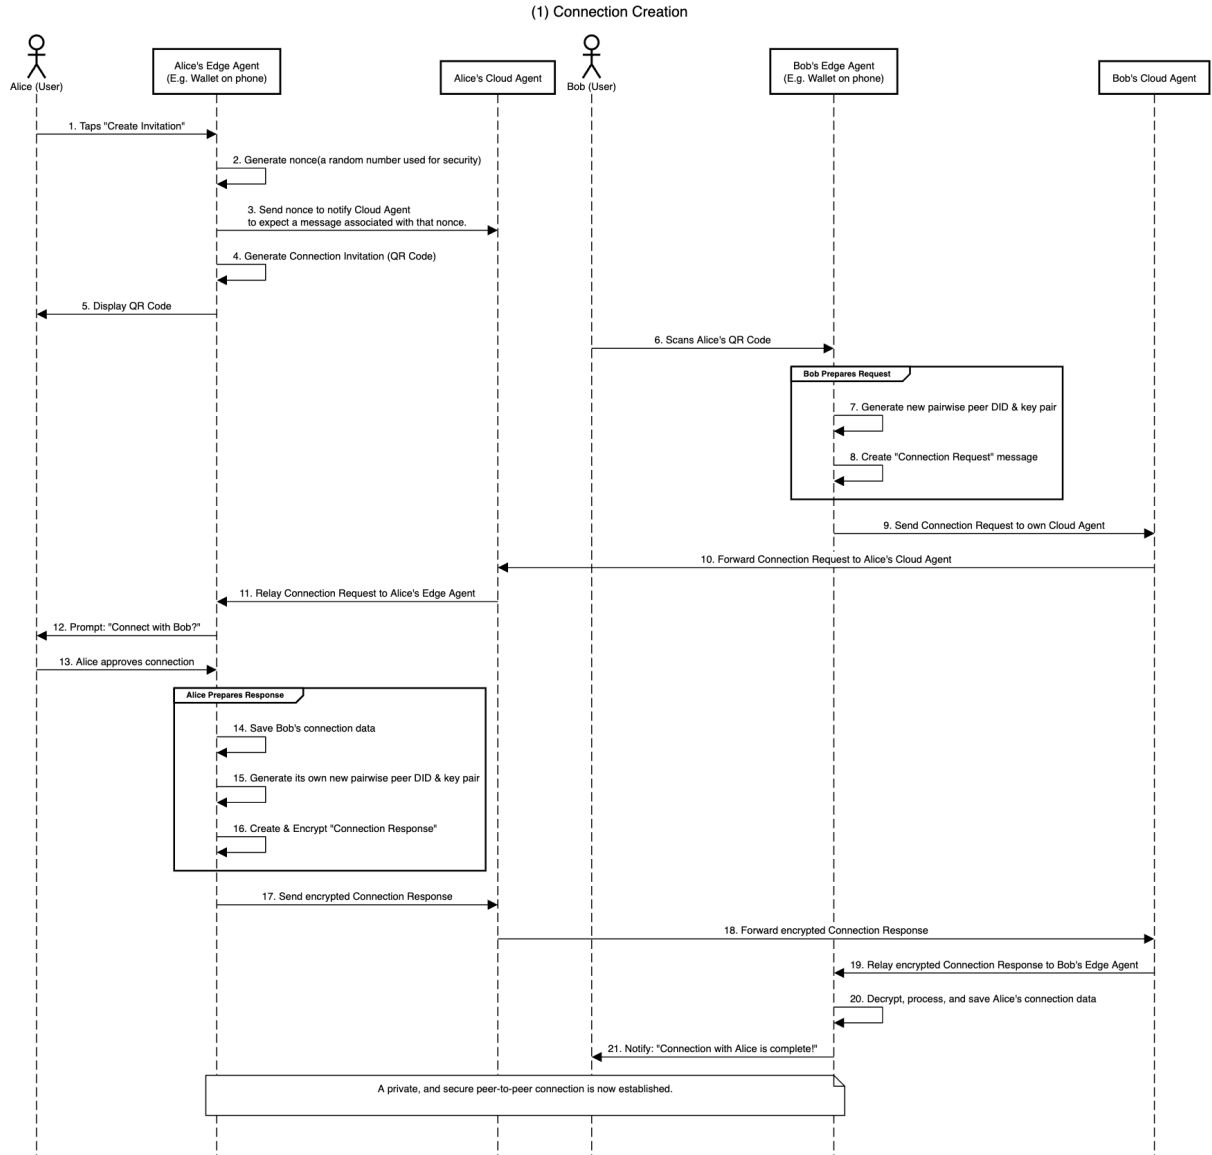 (1) Connection Creation
Alice (User)
Alice's Edge Agent
(E.g. Wallet on phone)
Alice's Cloud Agent
Bob (User)
Bob's Edge Agent
(E.g. Wallet on phone)
Bob's Cloud Agent
1. Taps "Create Invitation"
2. Generate nonce(a random number used for security)
3. Send nonce to notify Cloud Agent
to expect a message associated with that nonce.
4. Generate Connection Invitation (QR Code)
5. Display QR Code
6. Scans Alice's QR Code
Bob Prepares Request
7. Generate new pairwise peer DID & key pair
8. Create "Connection Request" message
9. Send Connection Request to own Cloud Agent
10. Forward Connection Request to Alice's Cloud Agent
11. Relay Connection Request to Alice's Edge Agent
12. Prompt: "Connect with Bob?"
13. Alice approves connection
Alice Prepares Response
14. Save Bob's connection data
15. Generate its own new pairwise peer DID & key pair
16. Create & Encrypt "Connection Response"
17. Send encrypted Connection Response
18. Forward encrypted Connection Response
19. Relay encrypted Connection Response to Bob's Edge Agent
20. Decrypt, process, and save Alice's connection data
21. Notify: "Connection with Alice is complete!"
A private, and secure peer-to-peer connection is now established.